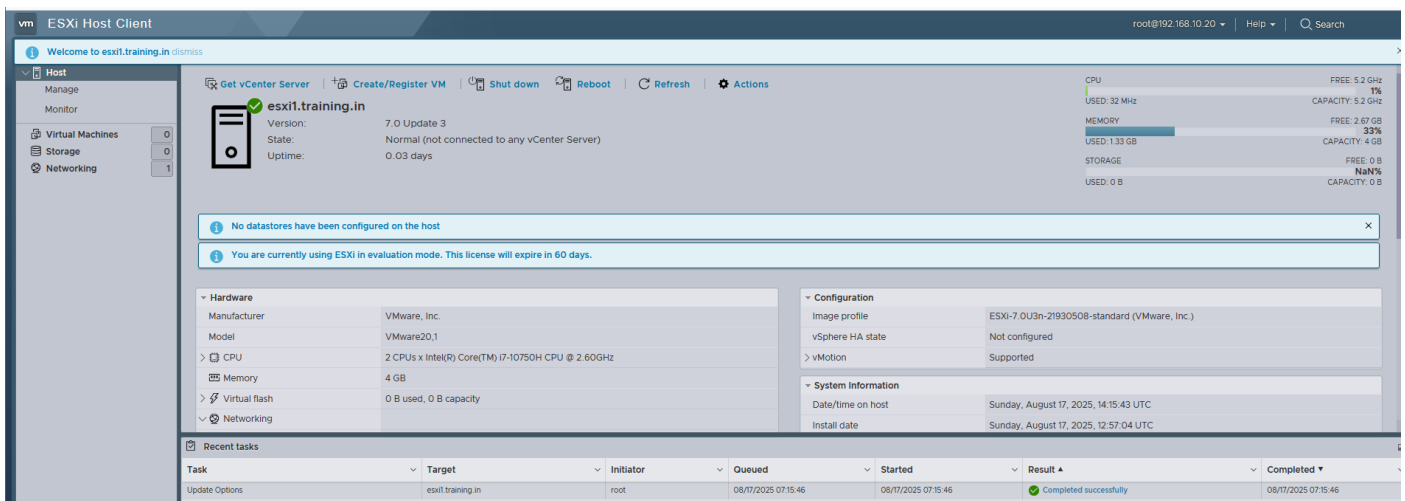 vm ESXi Host Client root@192.168.10.20 Help Search
Welcome to esxi1.training.in dismiss
Host
Manage
Monitor
Virtual Machines 0
Storage 0
Networking 1
Get vCenter Server Create/Register VM Shut down Reboot Refresh Actions
esxi1.training.in
Version: 7.0 Update 3
State: Normal (not connected to any vCenter Server)
Uptime: 0.03 days
CPU FREE: 5.2 GHz
1%
USED: 32 MHz CAPACITY: 5.2 GHz
MEMORY FREE: 2.67 GB
33%
USED: 1.33 GB CAPACITY: 4 GB
STORAGE FREE: 0 B
NaN%
USED: 0 B CAPACITY: 0 B
No datastores have been configured on the host
You are currently using ESXi in evaluation mode. This license will expire in 60 days.
Hardware
Manufacturer VMware, Inc.
Model VMware20,1
CPU 2 CPUs x Intel(R) Core(TM) i7-10750H CPU @ 2.60GHz
Memory 4 GB
Virtual flash 0 B used, 0 B capacity
Networking
Configuration
Image profile ESXi-7.0U3n-21930508-standard (VMware, Inc.)
vSphere HA state Not configured
vMotion Supported
System Information
Date/time on host Sunday, August 17, 2025, 14:15:43 UTC
Install date Sunday, August 17, 2025, 12:57:04 UTC
Recent tasks
Task Target Initiator Queued Started Result Completed
Update Options esxi1.training.in root 08/17/2025 07:15:46 08/17/2025 07:15:46 Completed successfully 08/17/2025 07:15:46